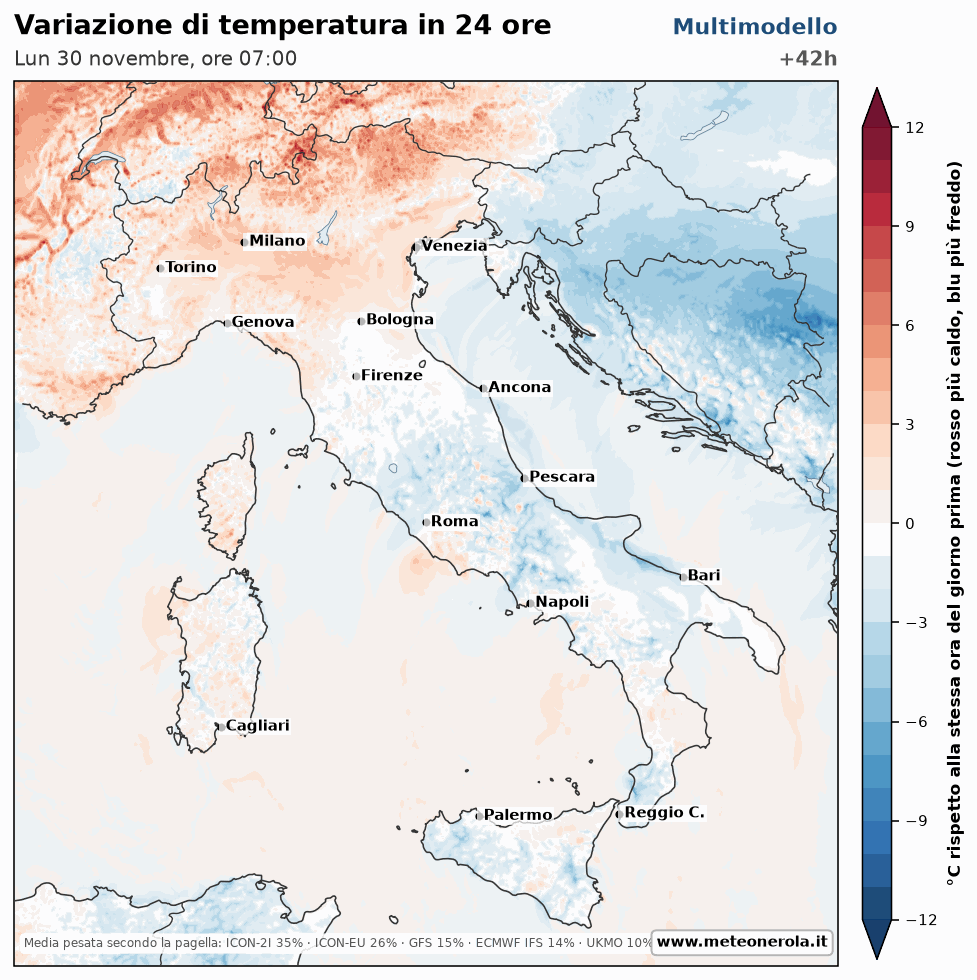 Variazione di temperatura in 24 ore
Multimodello
Lun 30 novembre, ore 07:00
+42h
Milano
Venezia
Torino
Genova
Bologna
Firenze
Ancona
Pescara
Roma
Bari
Napoli
Cagliari
Palermo
Reggio C.
12
9
6
3
0
−3
−6
−9
−12
°C rispetto alla stessa ora del giorno prima (rosso più caldo, blu più freddo)
Media pesata secondo la pagella: ICON-2I 35% · ICON-EU 26% · GFS 15% · ECMWF IFS 14% · UKMO 10%
www.meteonerola.it